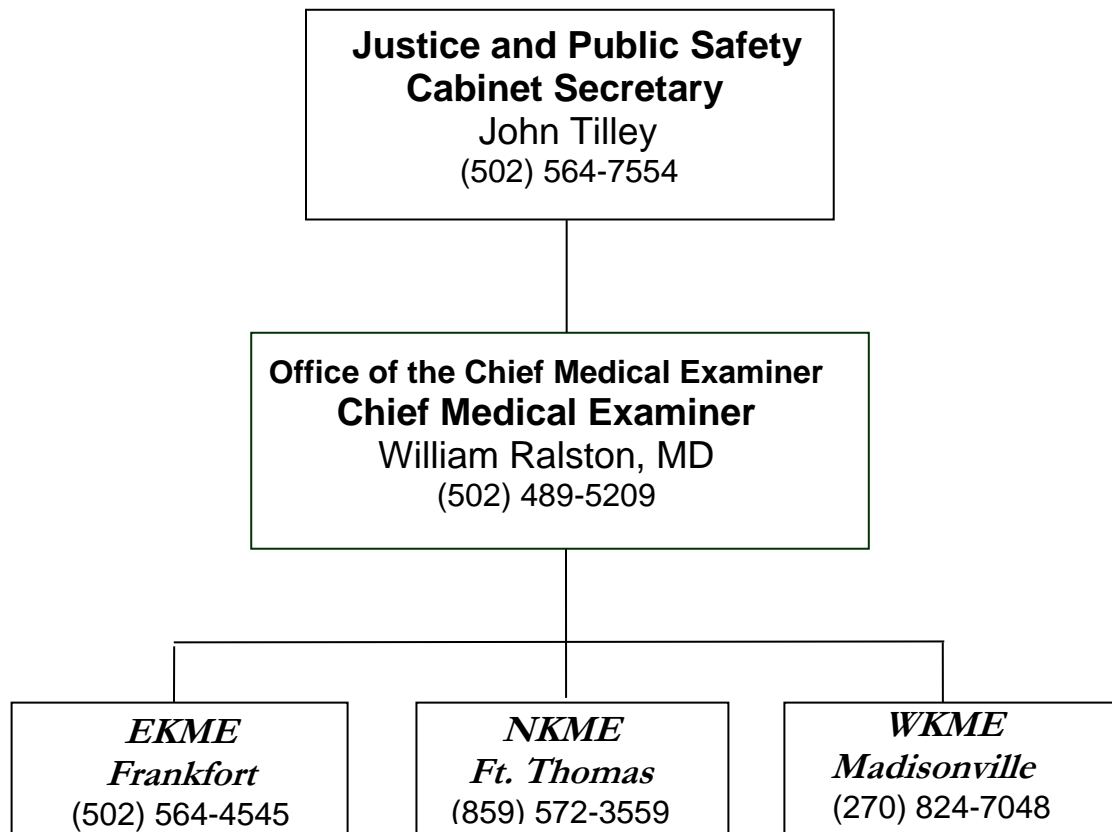 Justice and Public Safety
Cabinet Secretary
John Tilley
(502) 564-7554
Office of the Chief Medical Examiner
Chief Medical Examiner
William Ralston, MD
(502) 489-5209
EKME
Frankfort
(502) 564-4545
NKME
Ft. Thomas
(859) 572-3559
WKME
Madisonville
(270) 824-7048